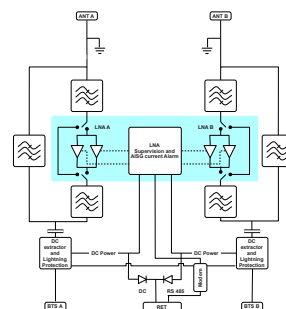 ANT A
ANT B
LNA A
LNA
Supervision and
AISG current Alarm
LNA B
DC
extractor
and
Lightning
Protection
DC Power
DC Power
DC
extractor
and
Lightning
Protection
Modem
DC
RS 485
BTS A
RET
BTS B